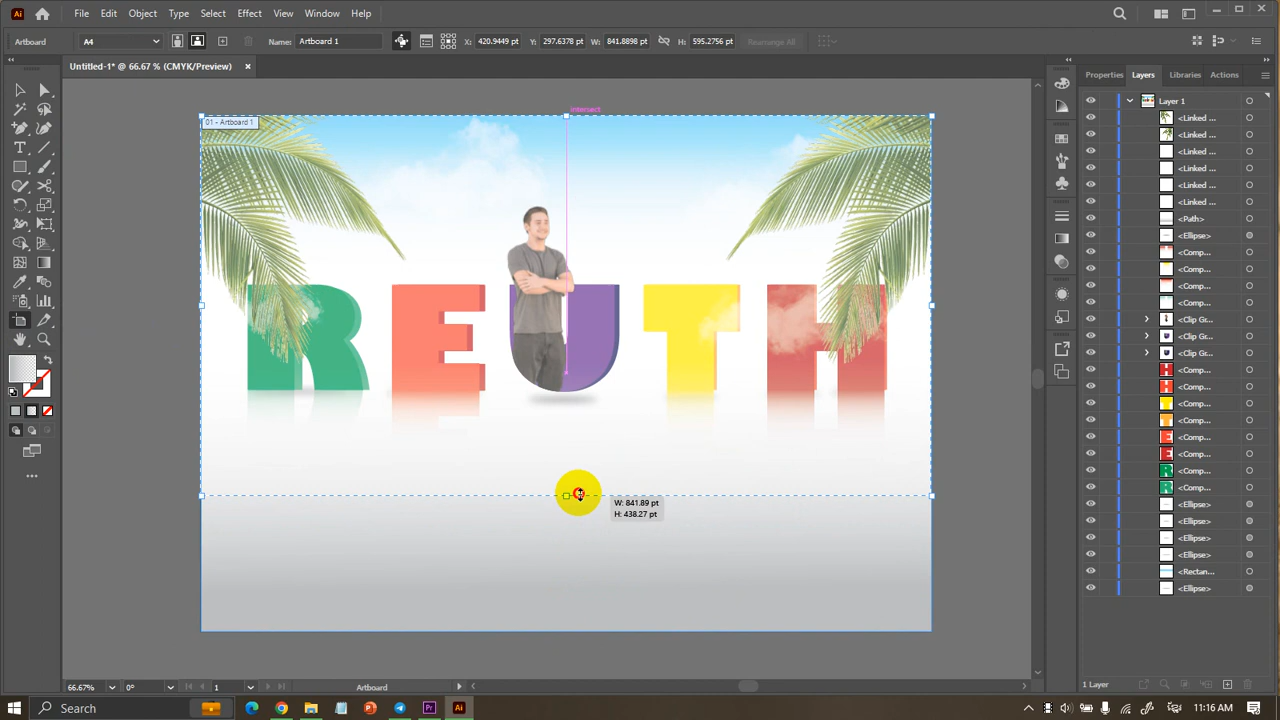 Ai File Edit Object Type Select Effect View Window Help
Artboard A4 Name: Artboard 1 X: 420.9449 pt Y: 297.6378 pt W: 841.8898 pt H: 595.2756 pt Rearrange All
Untitled-1* @ 66.67 % (CMYK/Preview) ×
Properties Layers Libraries Actions
Layer 1
<Linked ...
<Linked ...
<Linked ...
<Linked ...
<Linked ...
<Linked ...
<Path>
<Ellipse>
<Comp...
<Comp...
<Comp...
<Comp...
<Clip Gr...
<Clip Gr...
<Clip Gr...
<Comp...
<Comp...
<Comp...
<Comp...
<Comp...
<Comp...
<Comp...
<Comp...
<Ellipse>
<Ellipse>
<Ellipse>
<Ellipse>
<Rectan...
<Ellipse>
intersect
01 - Artboard 1
REUTH
W: 841.89 pt
H: 438.27 pt
66.67% 0° 1 Artboard
1 Layer
Search
11:16 AM